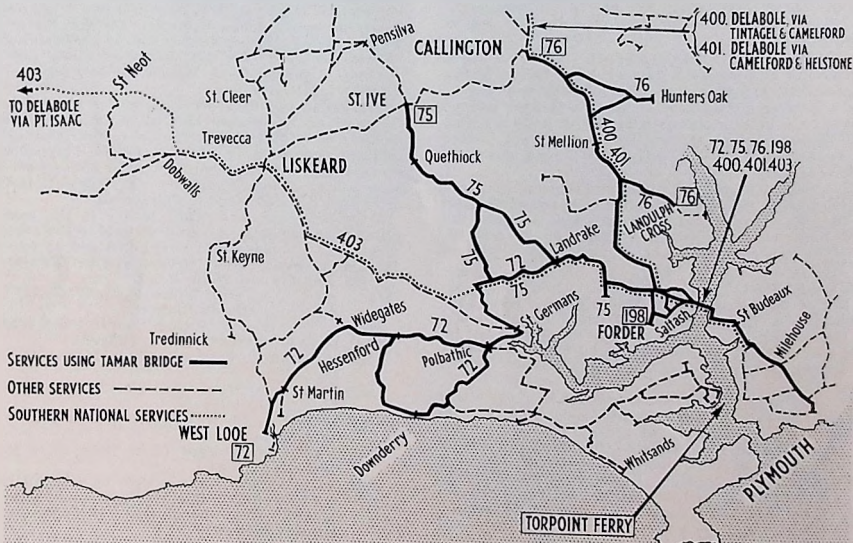 400. DELABOLE, VIA
TINTAGEL & CAMELFORD
401. DELABOLE VIA
CAMELFORD & HELSTONE
Pensilva
CALLINGTON
76
403
TO DELABOLE
VIA PT. ISAAC
St Neot
St. Cleer
ST. IVE
75
76
Hunters Oak
Trevecca
LISKEARD
Dobwalls
Quethiock
St Mellion
400 401
72.75.76.198
400.401.403
75
75
76
76
LANDULPH
CROSS
St. Keyne
403
75
72
75
Landrake
75
198
FORDER
Saltash
St Budeaux
Milehouse
St Germans
Widegates
72
Tredinnick
72
Hessenford
Polbathic
72
SERVICES USING TAMAR BRIDGE
OTHER SERVICES
SOUTHERN NATIONAL SERVICES
St Martin
WEST LOOE
72
Downderry
Whitsands
PLYMOUTH
TORPOINT FERRY